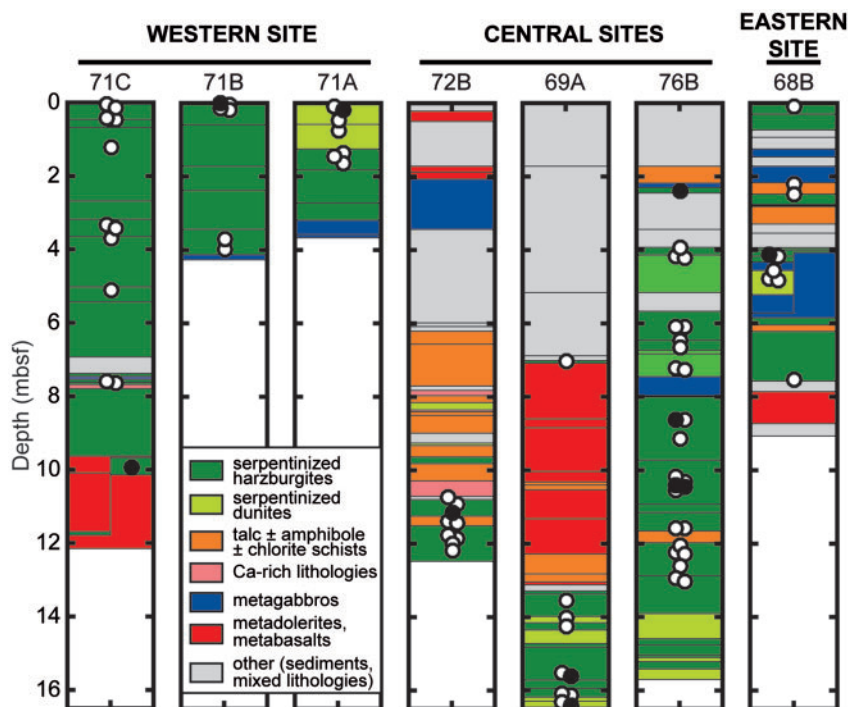 WESTERN SITE
CENTRAL SITES
EASTERN
SITE
71C
71B
71A
72B
69A
76B
68B
Depth (mbsf)
0
2
4
6
8
10
12
14
16
serpentinized
harzburgites
serpentinized
dunites
talc ± amphibole
± chlorite schists
Ca-rich lithologies
metagabbros
metadolerites,
metabasalts
other (sediments,
mixed lithologies)